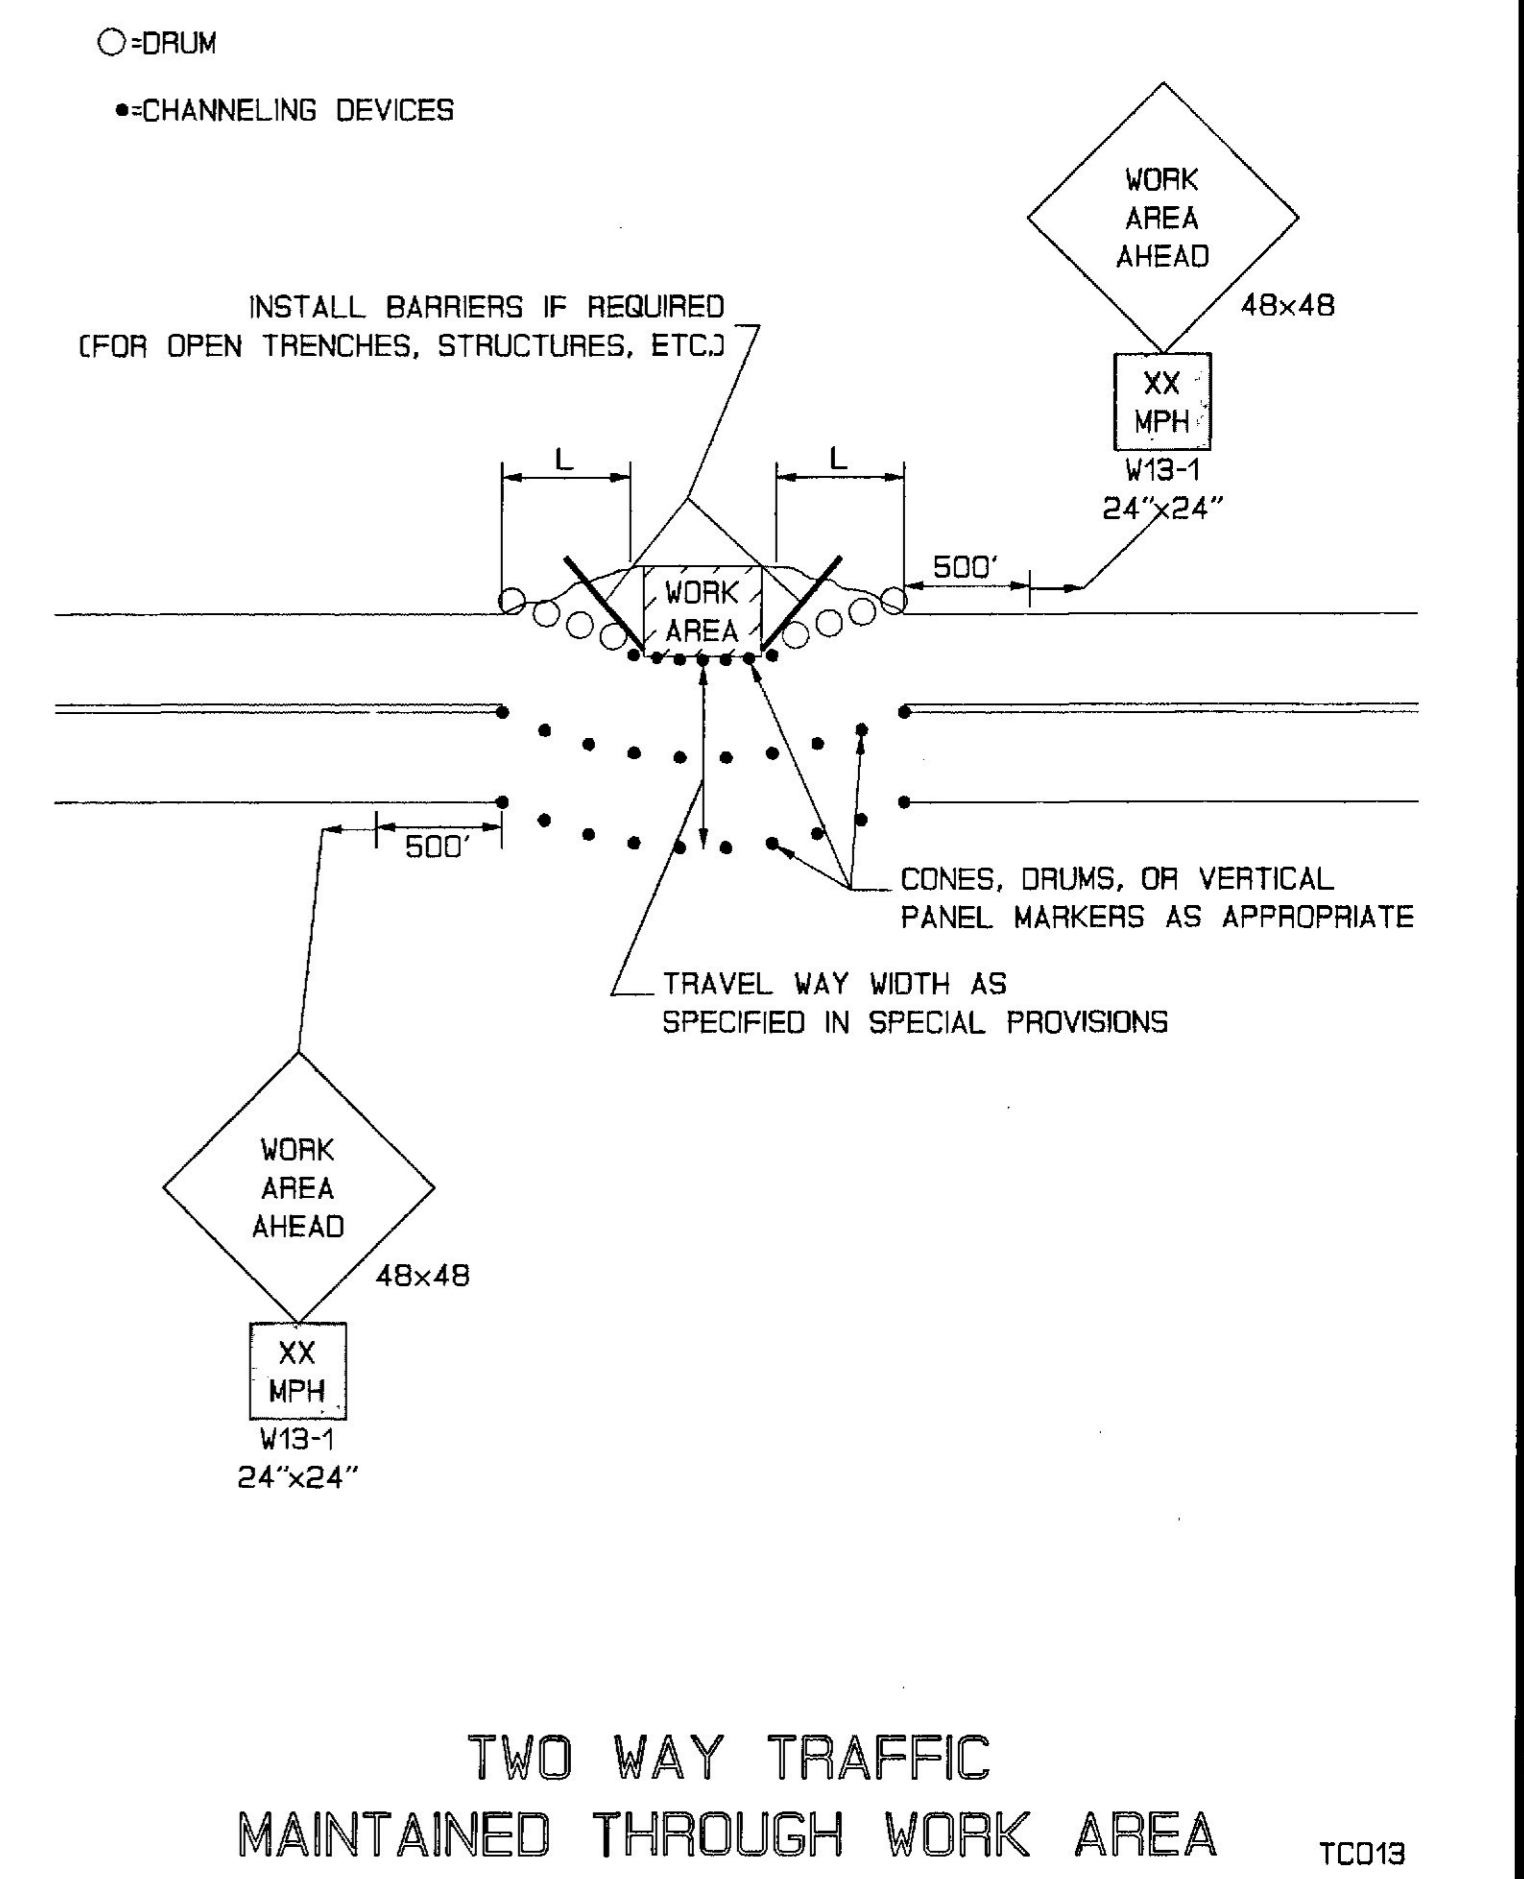 ○=DRUM
●=CHANNELING DEVICES
WORK
AREA
AHEAD
48x48
XX
MPH
W13-1
24"x24"
INSTALL BARRIERS IF REQUIRED
(FOR OPEN TRENCHES, STRUCTURES, ETC.)
L
L
500'
WORK
AREA
500'
CONES, DRUMS, OR VERTICAL
PANEL MARKERS AS APPROPRIATE
TRAVEL WAY WIDTH AS
SPECIFIED IN SPECIAL PROVISIONS
WORK
AREA
AHEAD
48x48
XX
MPH
W13-1
24"x24"
TWO WAY TRAFFIC
MAINTAINED THROUGH WORK AREA
TCD13